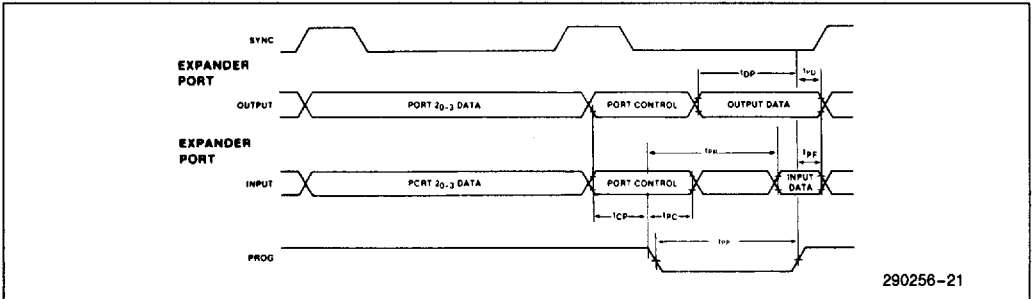 SYNC
EXPANDER
PORT
tDP
tPD
OUTPUT
PORT 20-3 DATA
PORT CONTROL
OUTPUT DATA
EXPANDER
PORT
tPR
tPF
INPUT
PORT 20-3 DATA
PORT CONTROL
INPUT
DATA
tCP
tPC
tPP
PROG
290256-21